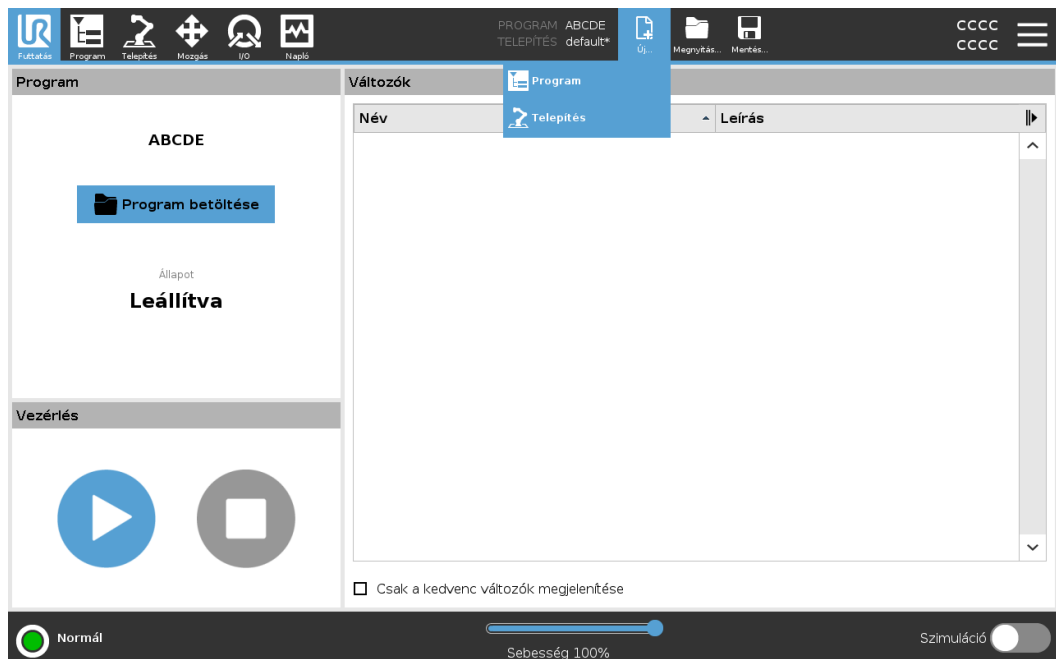 Futtatás
Program
Telepítés
Mozgás
I/O
Napló
PROGRAM ABCDE
TELEPÍTÉS default*
Új...
Megnyitás...
Mentés...
CCCC
CCCC
Program
Telepítés
Program
ABCDE
Program betöltése
Állapot
Leállítva
Vezérlés
Változók
Név
Leírás
Csak a kedvenc változók megjelenítése
Normál
Sebesség 100%
Szimuláció